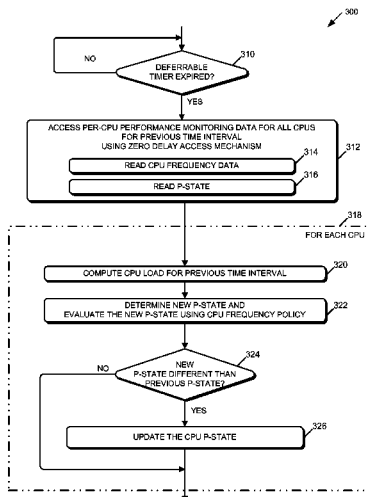 300
310
NO
DEFERRABLE
TIMER EXPIRED?
YES
ACCESS PER-CPU PERFORMANCE MONITORING DATA FOR ALL CPUS
FOR PREVIOUS TIME INTERVAL
USING ZERO DELAY ACCESS MECHANISM
312
314
READ CPU FREQUENCY DATA
316
READ P-STATE
318
FOR EACH CPU
320
COMPUTE CPU LOAD FOR PREVIOUS TIME INTERVAL
322
DETERMINE NEW P-STATE AND
EVALUATE THE NEW P-STATE USING CPU FREQUENCY POLICY
324
NO
NEW
P-STATE DIFFERENT THAN
PREVIOUS P-STATE?
YES
326
UPDATE THE CPU P-STATE